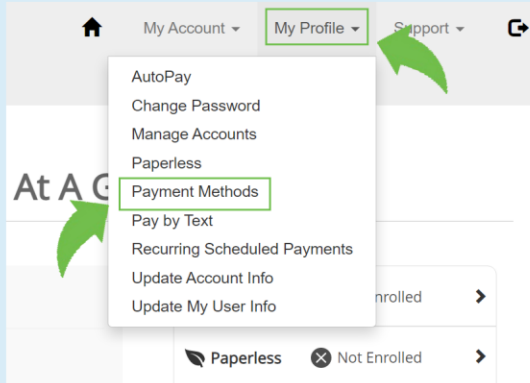 My Account My Profile Support
AutoPay
Change Password
Manage Accounts
Paperless
At A G
Payment Methods
Pay by Text
Recurring Scheduled Payments
Update Account Info
Update My User Info
nrolled
Paperless Not Enrolled